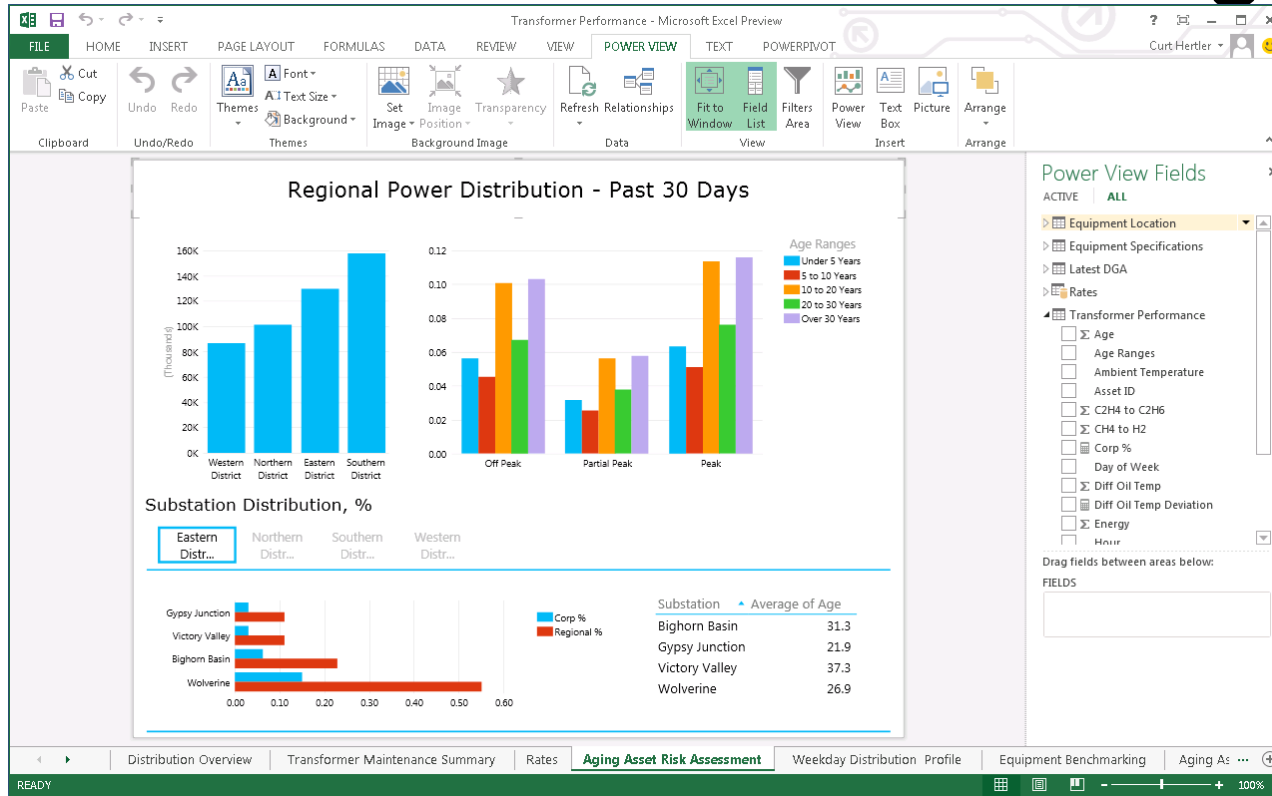 Transformer Performance - Microsoft Excel Preview
?
FILE HOME INSERT PAGE LAYOUT FORMULAS DATA REVIEW VIEW POWER VIEW TEXT POWERPIVOT Curt Hertler
Paste
Cut
Copy
Clipboard
Undo Redo
Undo/Redo
Themes
Font
Text Size
Background
Themes
Set Image
Image Position
Transparency
Background Image
Refresh Relationships
Data
Fit to Window
Field List
Filters Area
View
Power View
Text Box
Picture
Insert
Arrange
Arrange
Regional Power Distribution - Past 30 Days
(Thousands)
160K
140K
120K
100K
80K
60K
40K
20K
0K
Western District
Northern District
Eastern District
Southern District
0.12
0.10
0.08
0.06
0.04
0.02
0.00
Off Peak Partial Peak Peak
Age Ranges
Under 5 Years
5 to 10 Years
10 to 20 Years
20 to 30 Years
Over 30 Years
Substation Distribution, %
Eastern Distr...
Northern Distr...
Southern Distr...
Western Distr...
Gypsy Junction
Victory Valley
Bighorn Basin
Wolverine
0.00 0.10 0.20 0.30 0.40 0.50 0.60
Corp %
Regional %
Substation Average of Age
Bighorn Basin 31.3
Gypsy Junction 21.9
Victory Valley 37.3
Wolverine 26.9
Power View Fields
ACTIVE ALL
Equipment Location
Equipment Specifications
Latest DGA
Rates
Transformer Performance
Σ Age
Age Ranges
Ambient Temperature
Asset ID
Σ C2H4 to C2H6
Σ CH4 to H2
Corp %
Day of Week
Σ Diff Oil Temp
Diff Oil Temp Deviation
Σ Energy
Hour
Drag fields between areas below:
FIELDS
Distribution Overview Transformer Maintenance Summary Rates Aging Asset Risk Assessment Weekday Distribution Profile Equipment Benchmarking Aging As ...
READY 100%